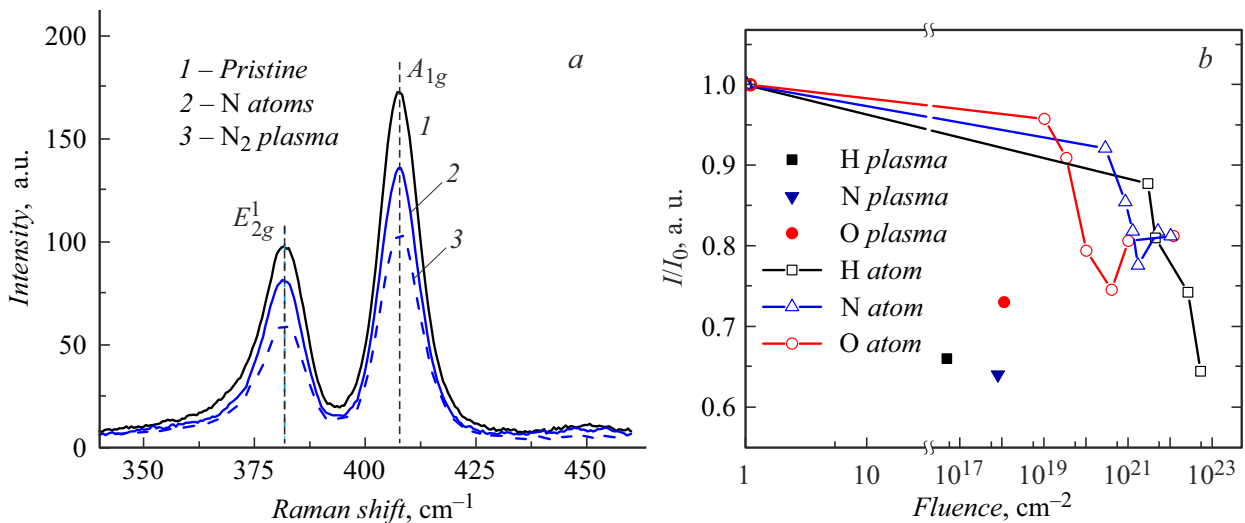 200
150
100
50
0
350
375
400
425
450
Intensity, a.u.
Raman shift, cm⁻¹
1 – Pristine
2 – N atoms
3 – N₂ plasma
A₁g
a
1
2
3
E¹₂g
b
1.0
0.9
0.8
0.7
0.6
I/I₀, a. u.
H plasma
N plasma
O plasma
H atom
N atom
O atom
1
10
10¹⁷
10¹⁹
10²¹
10²³
Fluence, cm⁻²